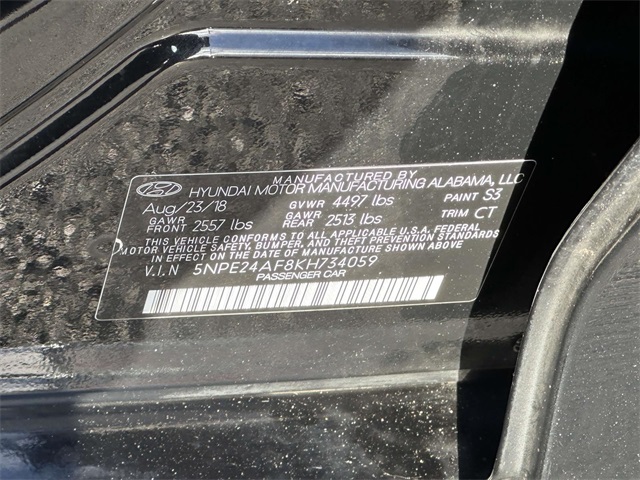 MANUFACTURED BY
HYUNDAI MOTOR MANUFACTURING ALABAMA, LLC
Aug/23/18 GVWR 4497 lbs PAINT S3
GAWR FRONT 2557 lbs GAWR REAR 2513 lbs TRIM CT
THIS VEHICLE CONFORMS TO ALL APPLICABLE U.S.A. FEDERAL
MOTOR VEHICLE SAFETY, BUMPER, AND THEFT PREVENTION STANDARDS
IN EFFECT ON THE DATE OF MANUFACTURE SHOWN ABOVE.
V.I.N 5NPE24AF8KH734059
PASSENGER CAR